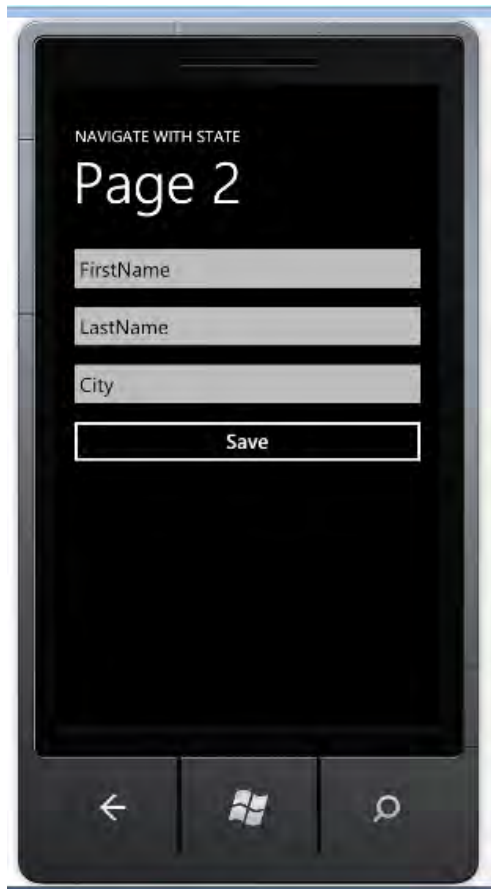 NAVIGATE WITH STATE
Page 2
FirstName
LastName
City
Save